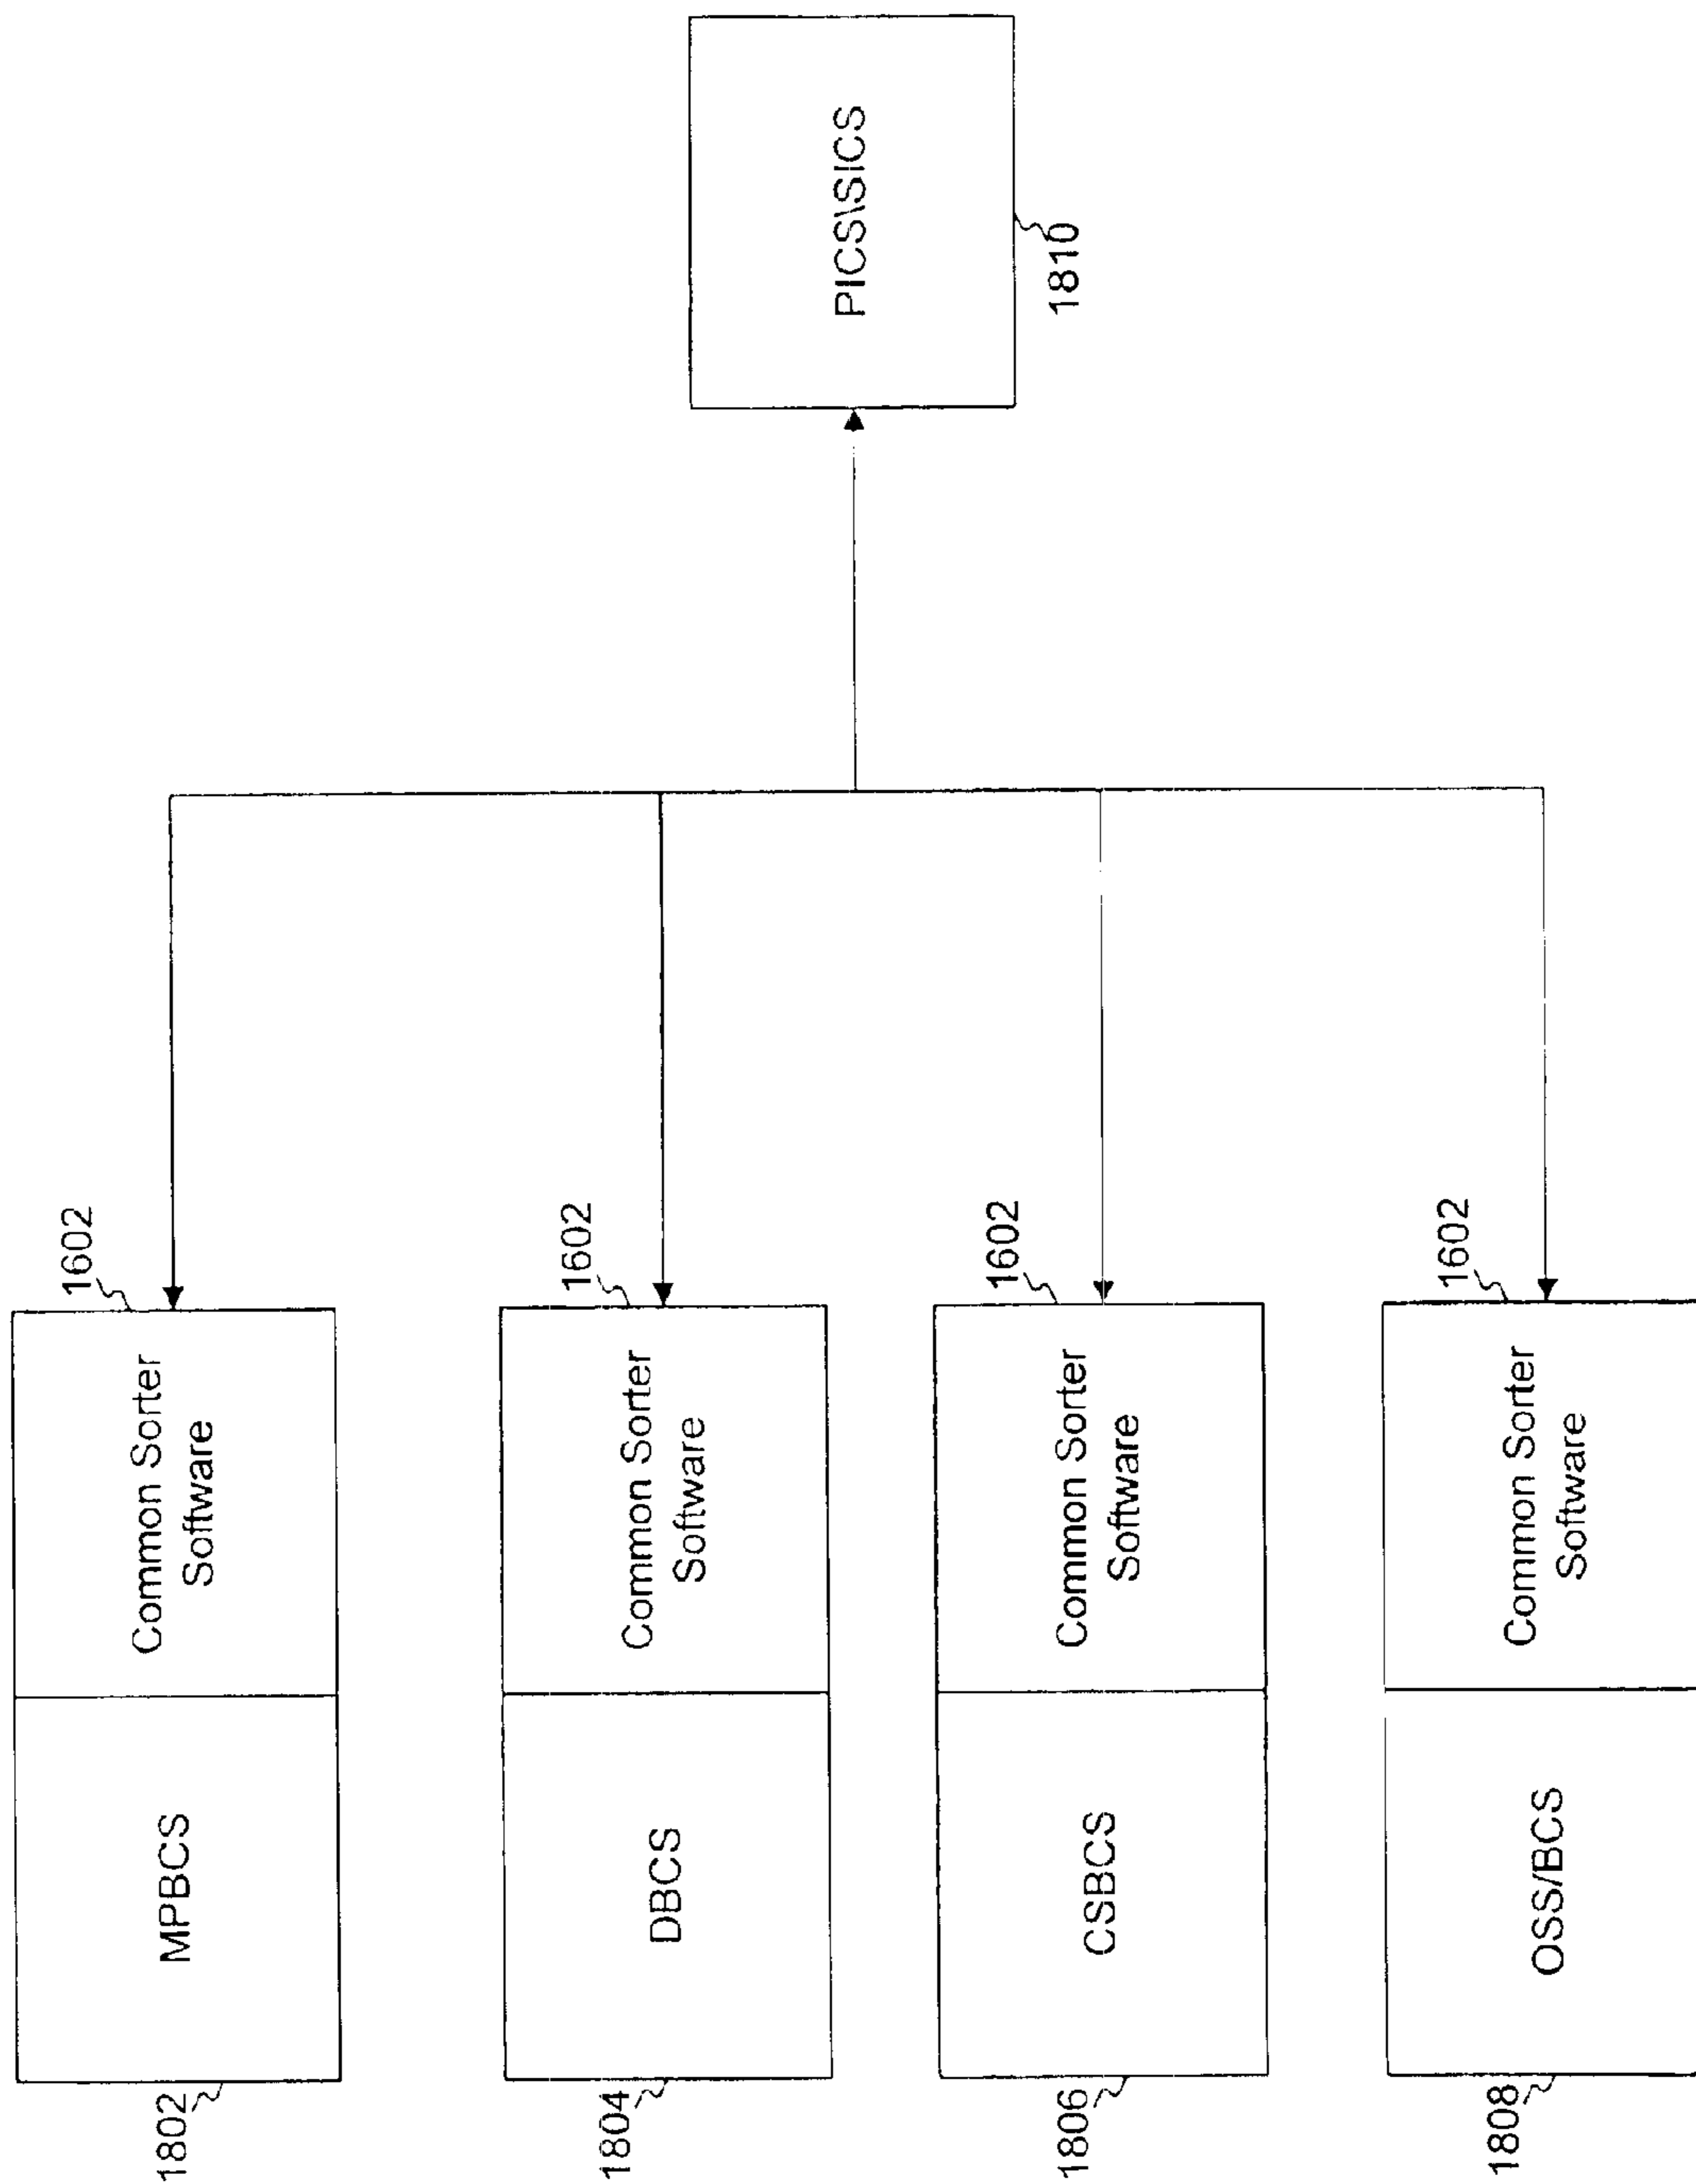 1802
MPBCS
Common Sorter
Software
1602
1804
DBCS
Common Sorter
Software
1602
1806
CSBCS
Common Sorter
Software
1602
1808
OSS/BCS
Common Sorter
Software
1602
PICS\SICS
1810